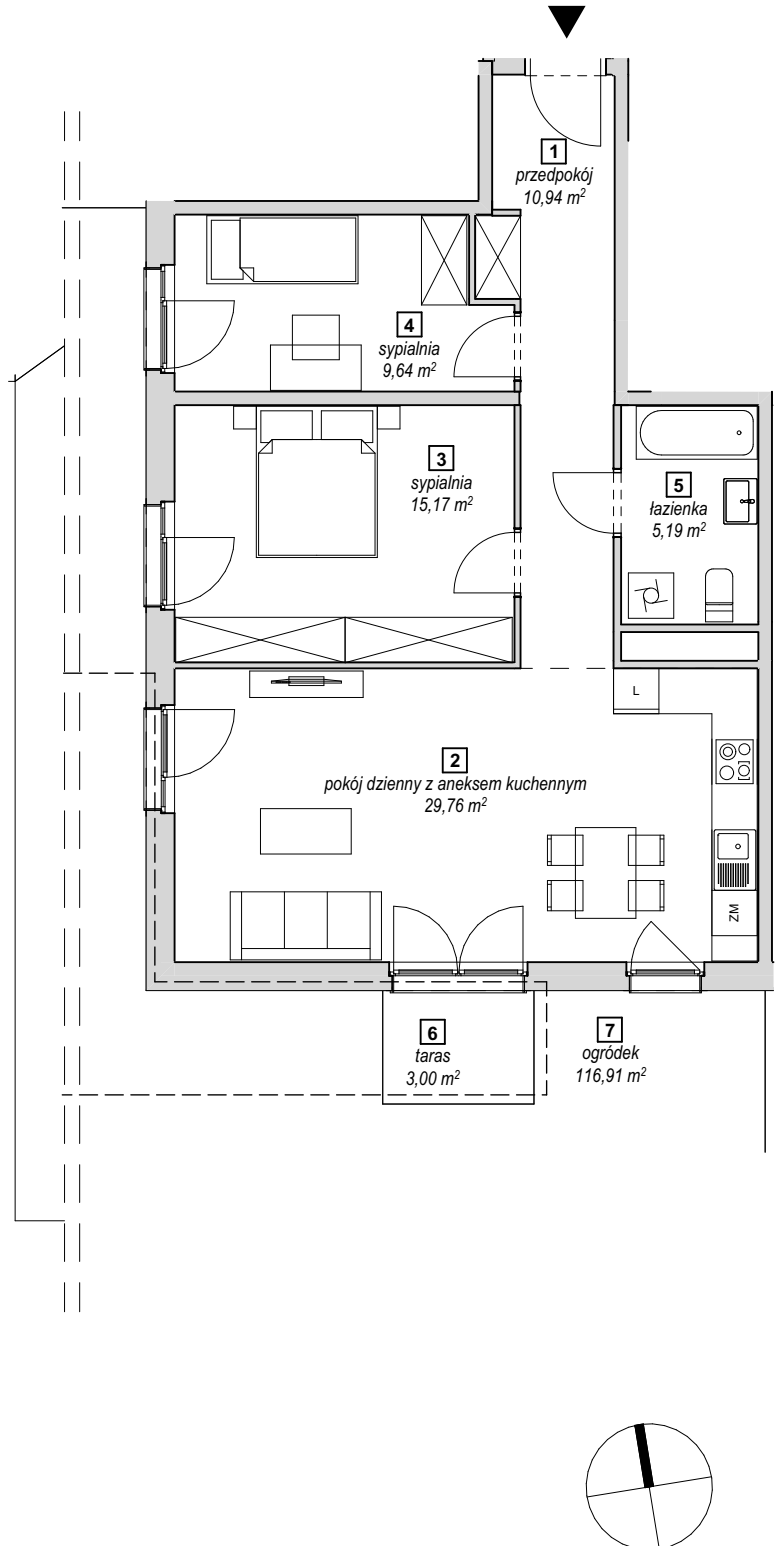 1
przedpokój
10,94 m²
4
sypialnia
9,64 m²
3
sypialnia
15,17 m²
5
łazienka
5,19 m²
L
2
pokój dzienny z aneksem kuchennym
29,76 m²
ZM
6
taras
3,00 m²
7
ogródek
116,91 m²